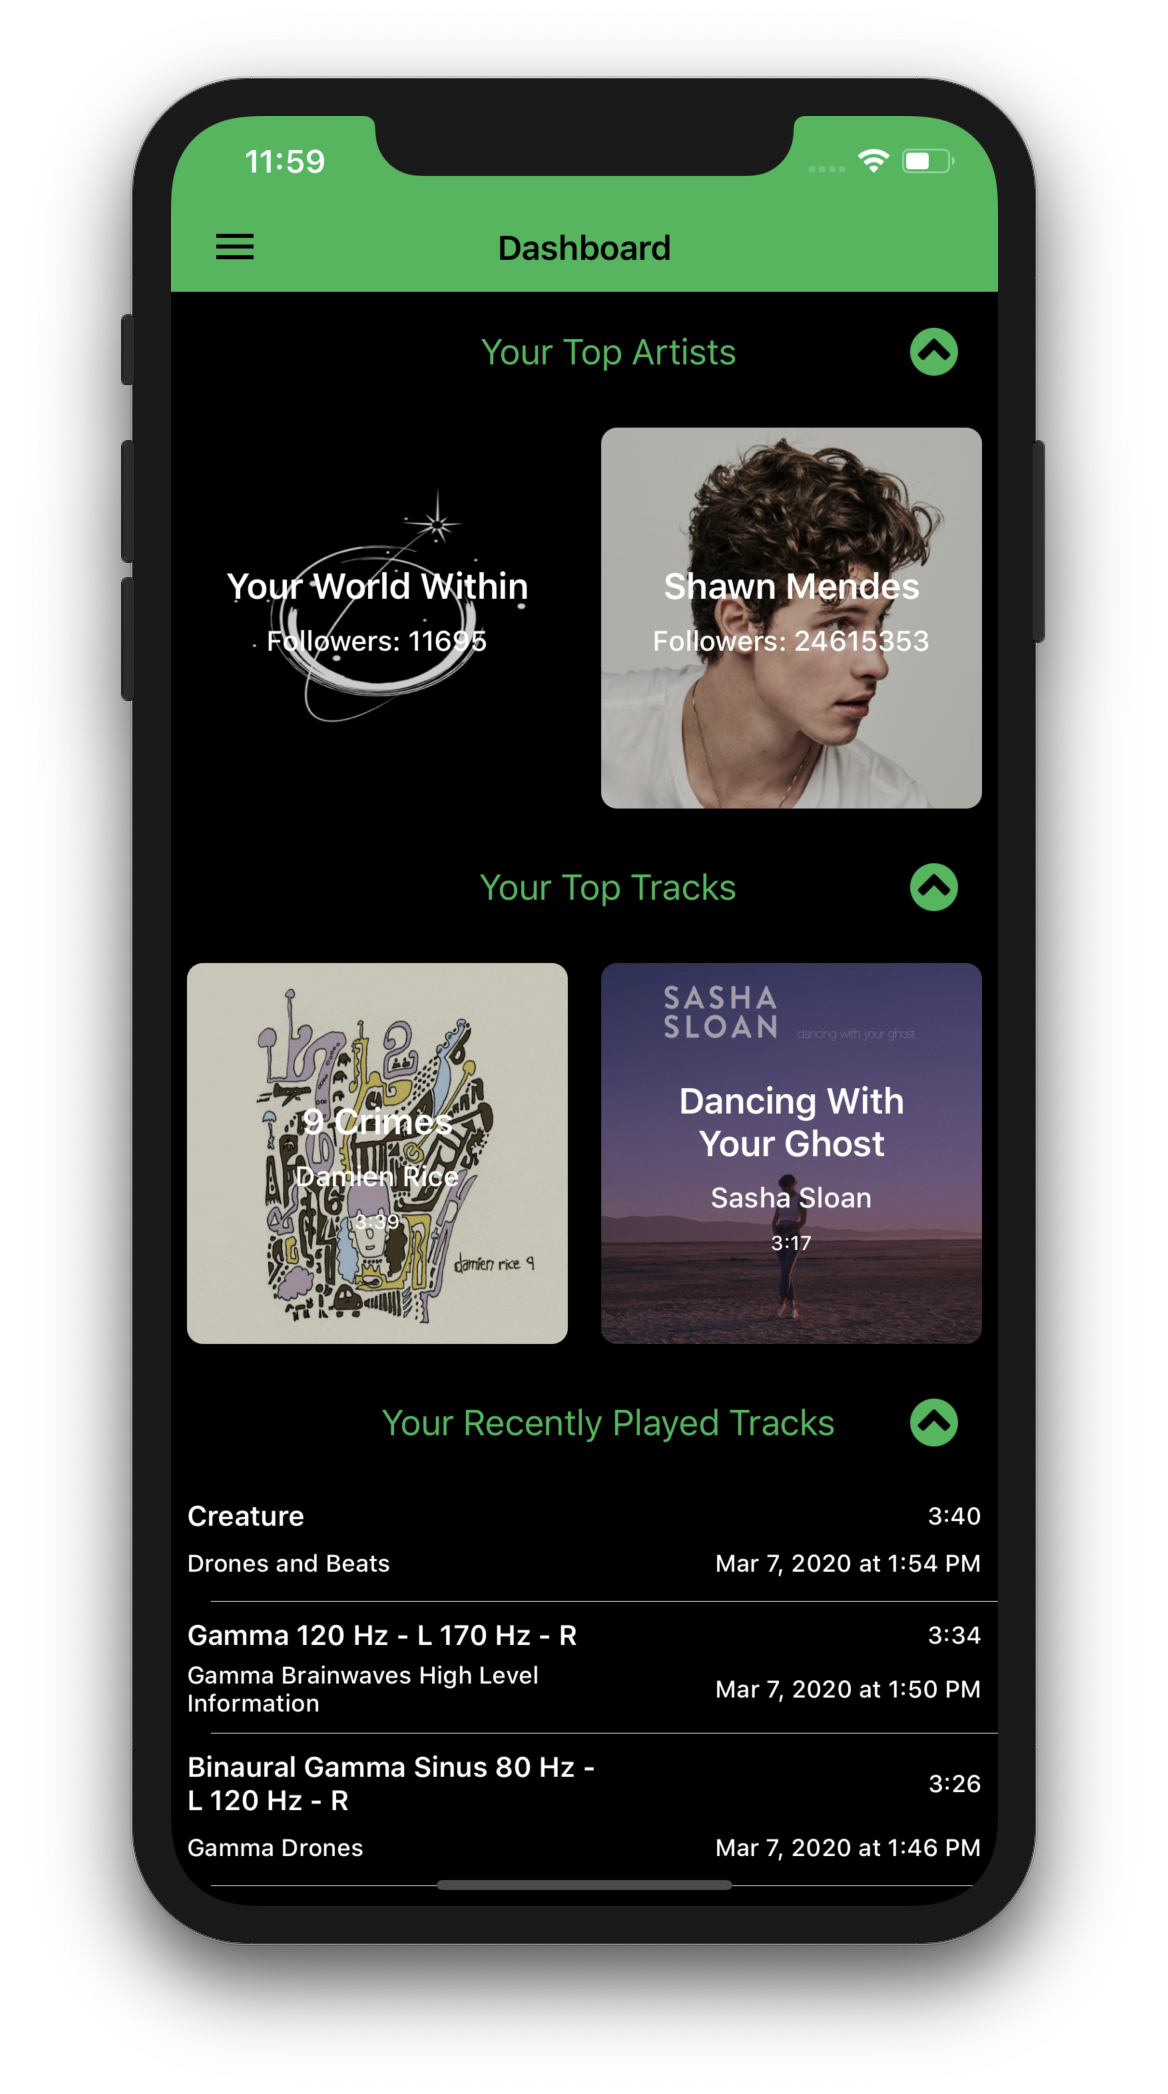 11:59
Dashboard
Your Top Artists
Your World Within
Followers: 11695
Shawn Mendes
Followers: 24615353
Your Top Tracks
9 Crimes
Damien Rice
3:39
damien rice 9
SASHA
SLOAN
dancing with your ghost
Dancing With
Your Ghost
Sasha Sloan
3:17
Your Recently Played Tracks
Creature
3:40
Drones and Beats
Mar 7, 2020 at 1:54 PM
Gamma 120 Hz - L 170 Hz - R
3:34
Gamma Brainwaves High Level
Information
Mar 7, 2020 at 1:50 PM
Binaural Gamma Sinus 80 Hz -
L 120 Hz - R
3:26
Gamma Drones
Mar 7, 2020 at 1:46 PM